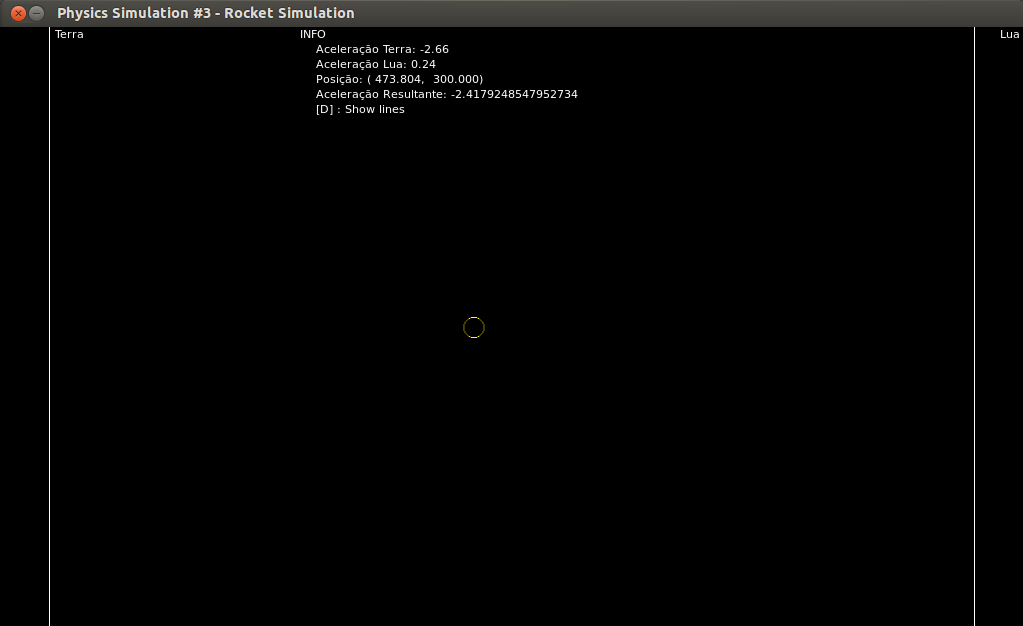 Physics Simulation #3 - Rocket Simulation
Terra
INFO
Lua
Aceleração Terra: -2.66
Aceleração Lua: 0.24
Posição: ( 473.804,  300.000)
Aceleração Resultante: -2.4179248547952734
[D] : Show lines